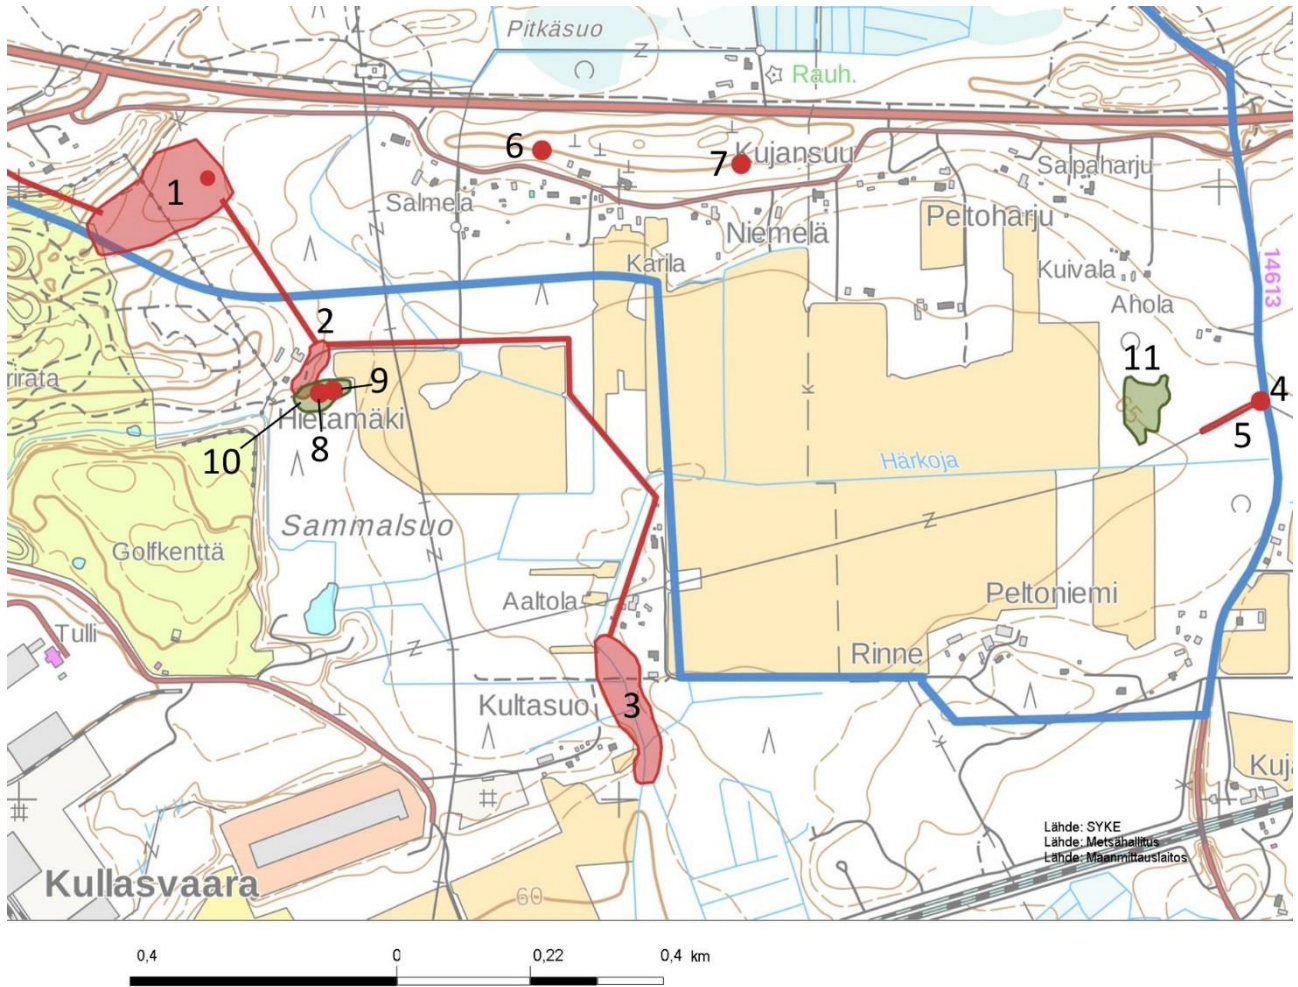 Pitkäsuo
Z
Rauh.
6
7
Kujansuu
1
Salpaharju
Salmela
Peltoharju
Niemelä
Karila
Kuivala
14613
Ahola
2
rirata
9
11
4
65
10
Hietamäki
8
5
Härkoja
Sammalsuo
Golfkenttä
Aaltola
Peltoniemi
Tulli
Rinne
Kultasuo
3
Kuja
Lähde: SYKE
Lähde: Metsähallitus
Lähde: Maanmittauslaitos
Kullasvaara
60
0,4 0 0,22 0,4 km